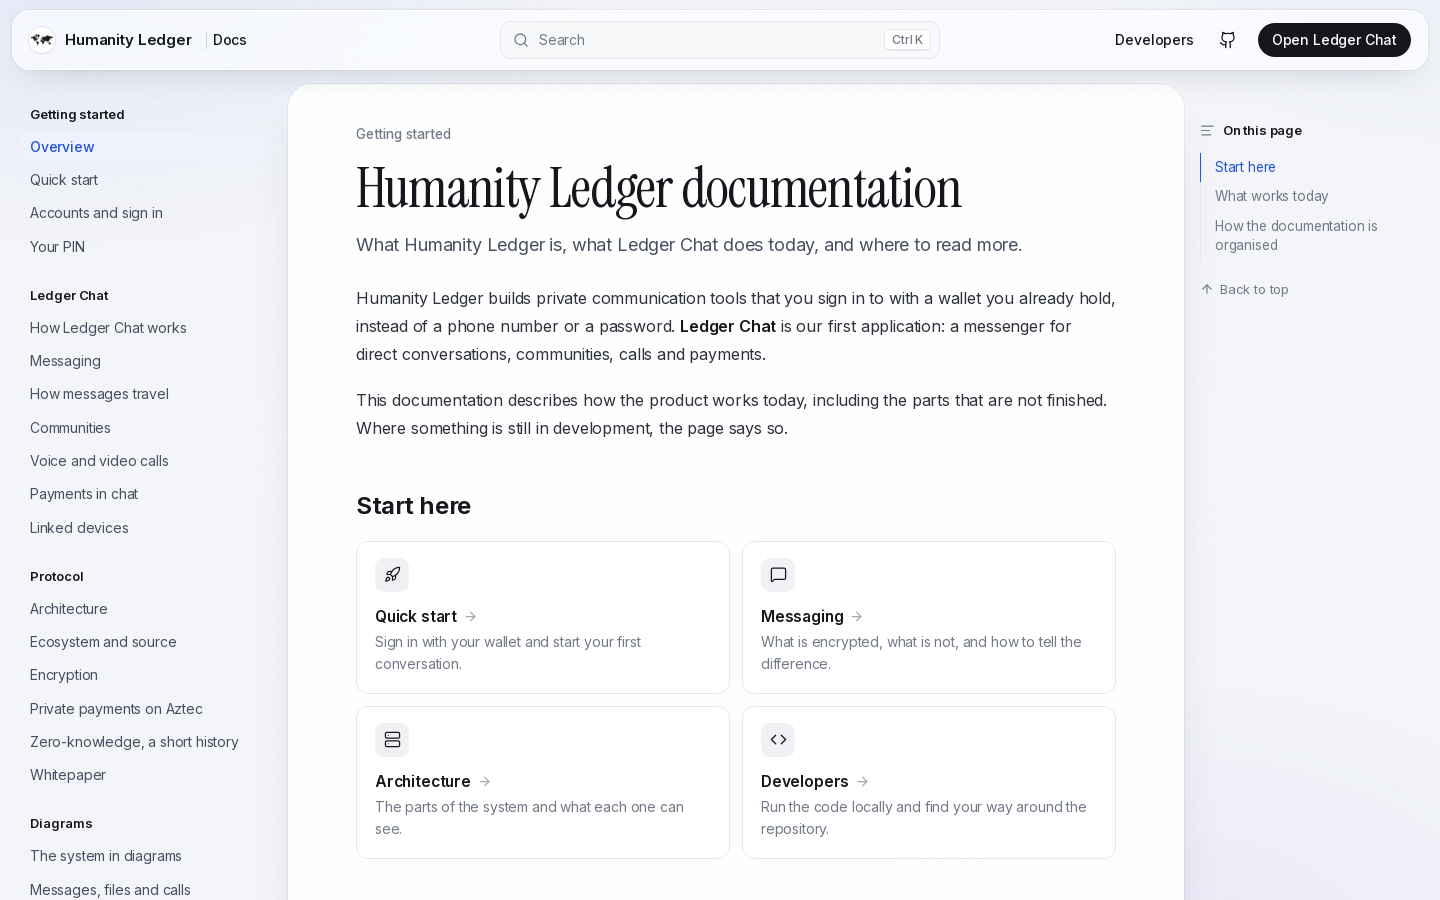 Humanity Ledger
Docs
Search
Ctrl K
Developers
Open Ledger Chat
Getting started
Overview
Quick start
Accounts and sign in
Your PIN
Ledger Chat
How Ledger Chat works
Messaging
How messages travel
Communities
Voice and video calls
Payments in chat
Linked devices
Protocol
Architecture
Ecosystem and source
Encryption
Private payments on Aztec
Zero-knowledge, a short history
Whitepaper
Diagrams
The system in diagrams
Messages, files and calls
Getting started
Humanity Ledger documentation
What Humanity Ledger is, what Ledger Chat does today, and where to read more.
Humanity Ledger builds private communication tools that you sign in to with a wallet you already hold,
instead of a phone number or a password. Ledger Chat is our first application: a messenger for
direct conversations, communities, calls and payments.
This documentation describes how the product works today, including the parts that are not finished.
Where something is still in development, the page says so.
Start here
Quick start
Sign in with your wallet and start your first
conversation.
Messaging
What is encrypted, what is not, and how to tell the
difference.
Architecture
The parts of the system and what each one can
see.
Developers
Run the code locally and find your way around the
repository.
On this page
Start here
What works today
How the documentation is
organised
Back to top